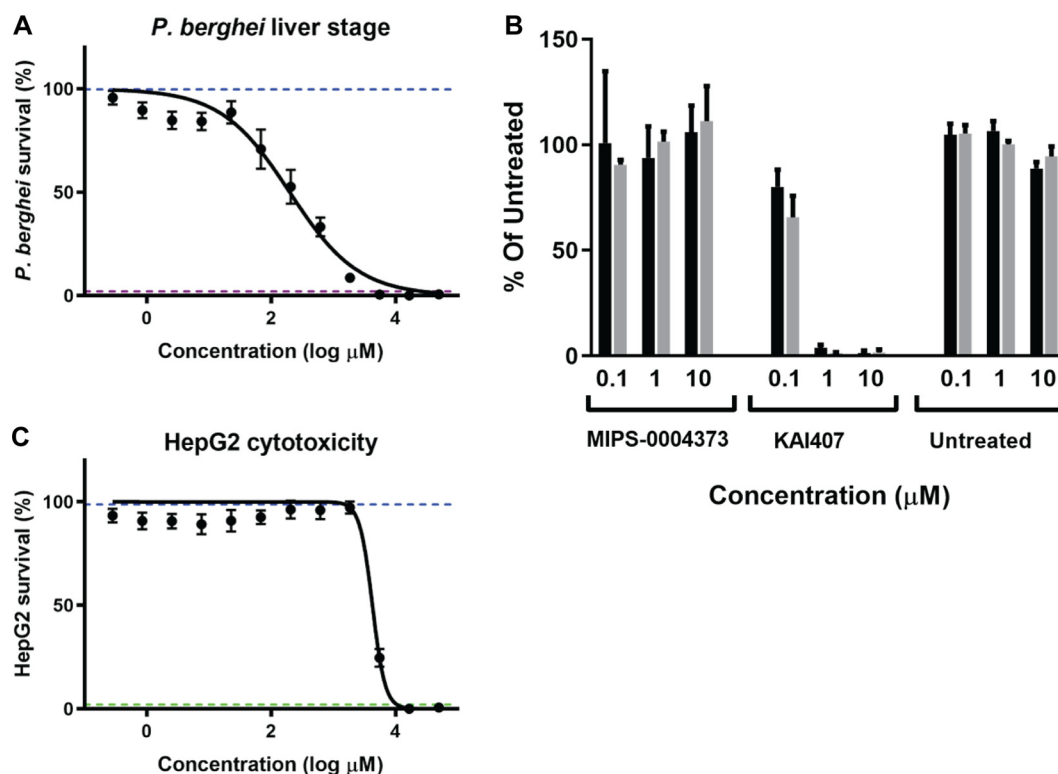 A
P. berghei liver stage
100
50
0
P. berghei survival (%)
0 2 4
Concentration (log μM)
B
150
100
50
0
% Of Untreated
0.1 1 10 0.1 1 10 0.1 1 10
MIPS-0004373 KAI407 Untreated
Concentration (μM)
C
HepG2 cytotoxicity
100
50
0
HepG2 survival (%)
0 2 4
Concentration (log μM)